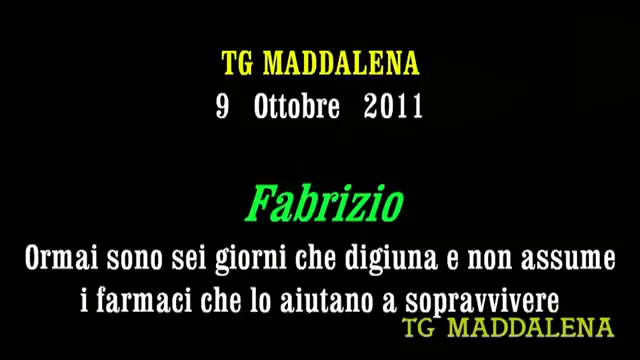 TG MADDALENA
9 Ottobre 2011
Fabrizio
Ormai sono sei giorni che digiuna e non assume
i farmaci che lo aiutano a sopravvivere
TG MADDALENA